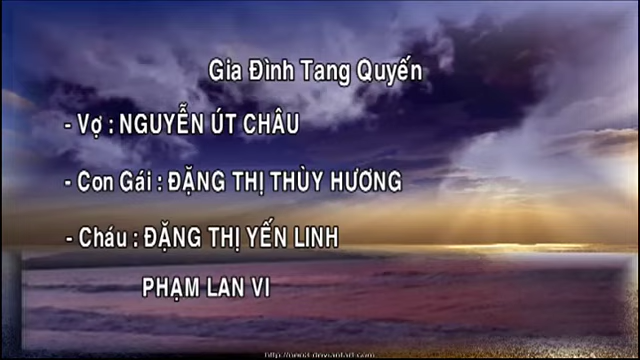 Gia Đình Tang Quyến
- Vợ : NGUYỄN ÚT CHÂU
- Con Gái : ĐẶNG THỊ THÙY HƯƠNG
- Cháu : ĐẶNG THỊ YẾN LINH
PHẠM LAN VI